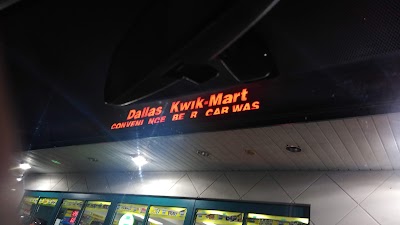 Dallas Kwik-Mart
CONVENI NCE BE R CAR WAS